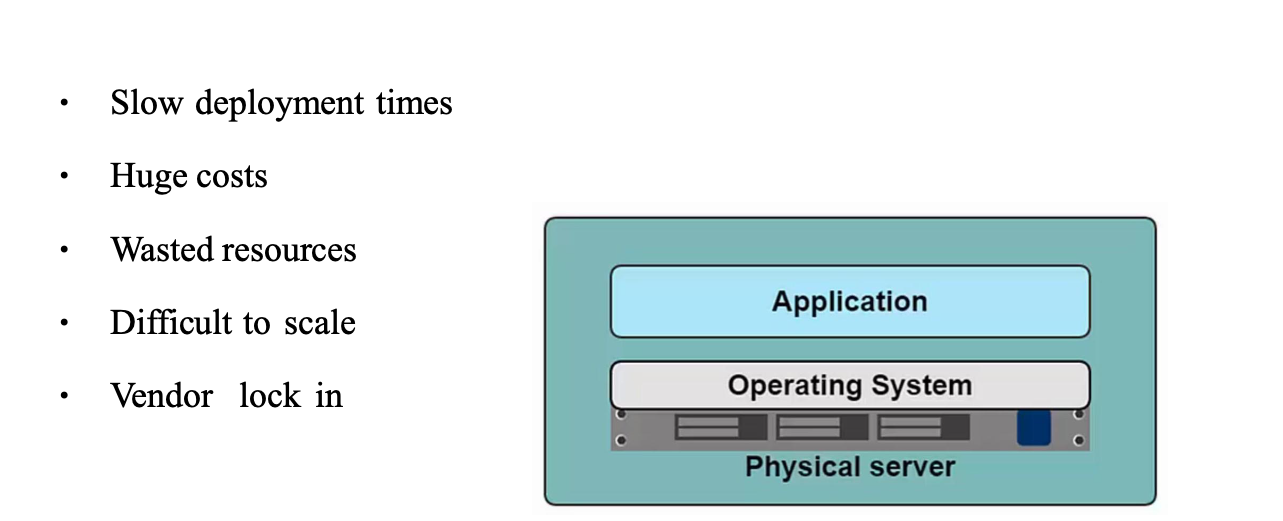 • Slow deployment times
• Huge costs
• Wasted resources
• Difficult to scale
• Vendor lock in
Application
Operating System
Physical server